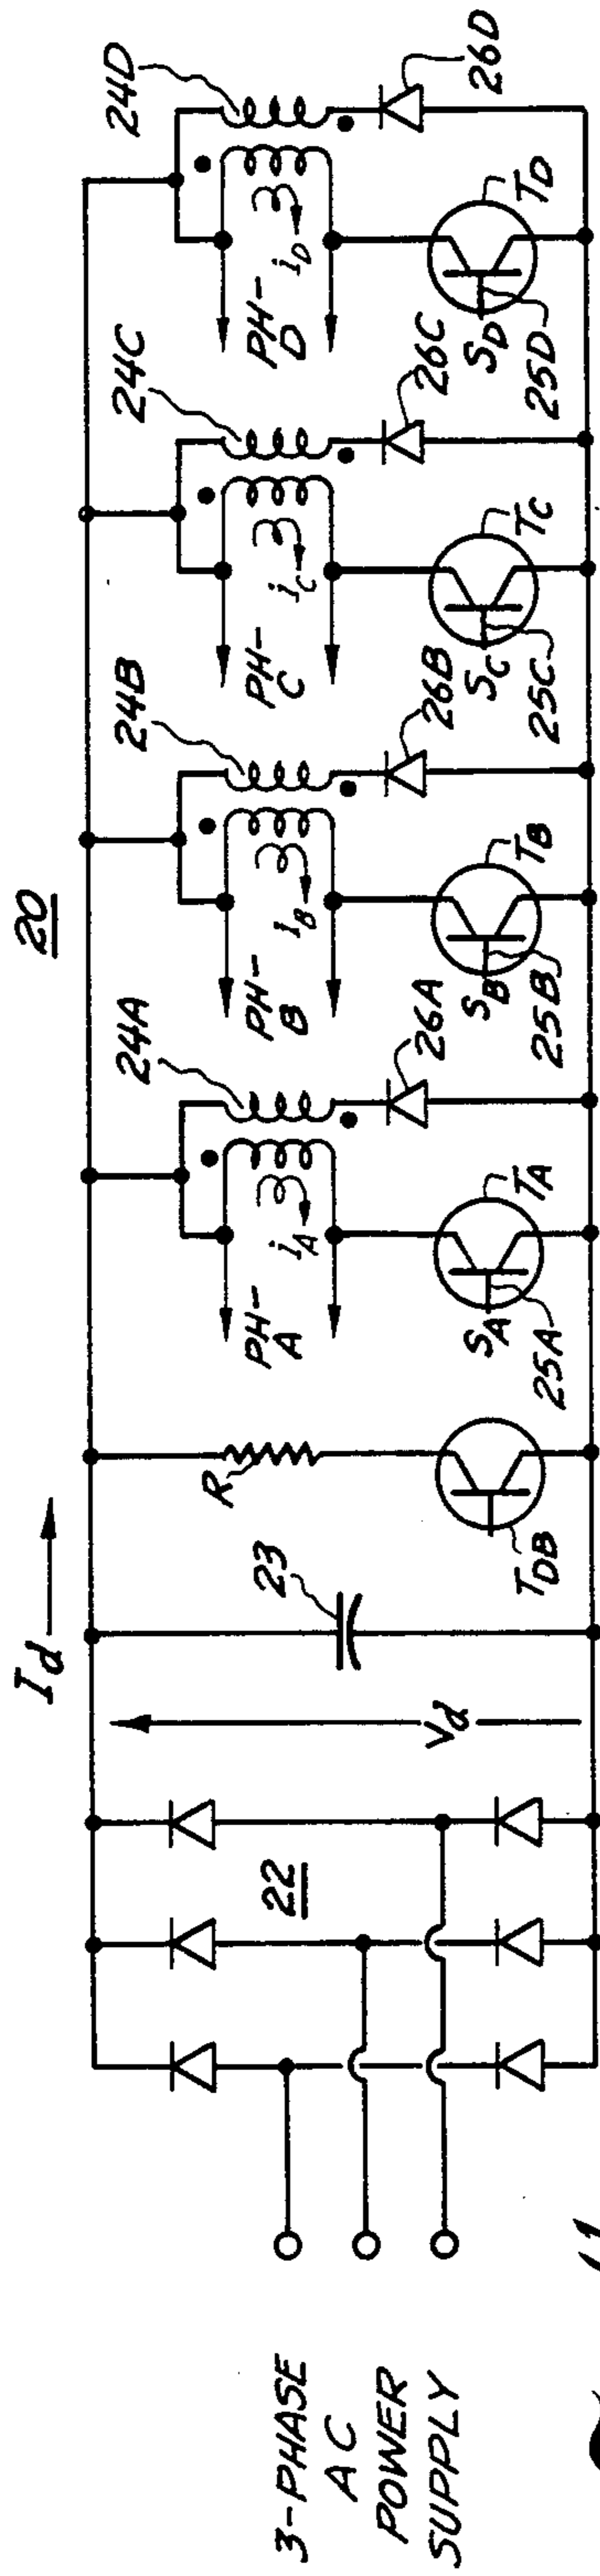 20
3-PHASE
AC
POWER
SUPPLY
22
Vd
Id
23
R
TDB
PH-
A
iA
24A
SA
25A
TA
26A
PH-
B
iB
24B
SB
25B
TB
26B
PH-
C
iC
24C
SC
25C
TC
26C
PH-
D
iD
24D
SD
25D
TD
26D